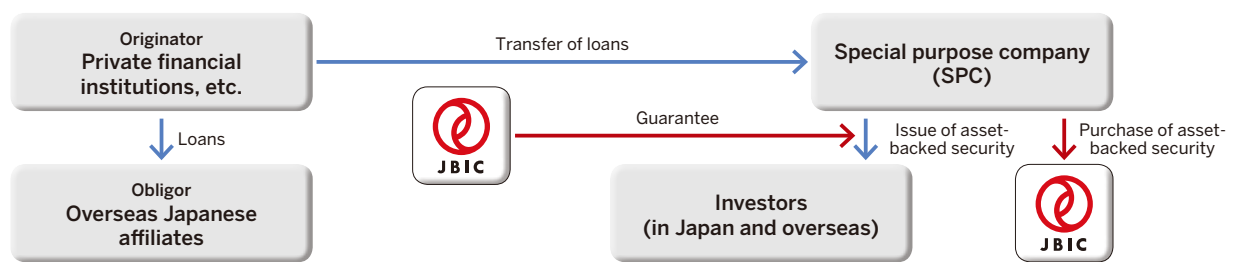 Originator
Private financial
institutions, etc.
Transfer of loans
Special purpose company
(SPC)
JBIC
Guarantee
Loans
Issue of asset-
backed security
Purchase of asset-
backed security
Obligor
Overseas Japanese
affiliates
Investors
(in Japan and overseas)
JBIC